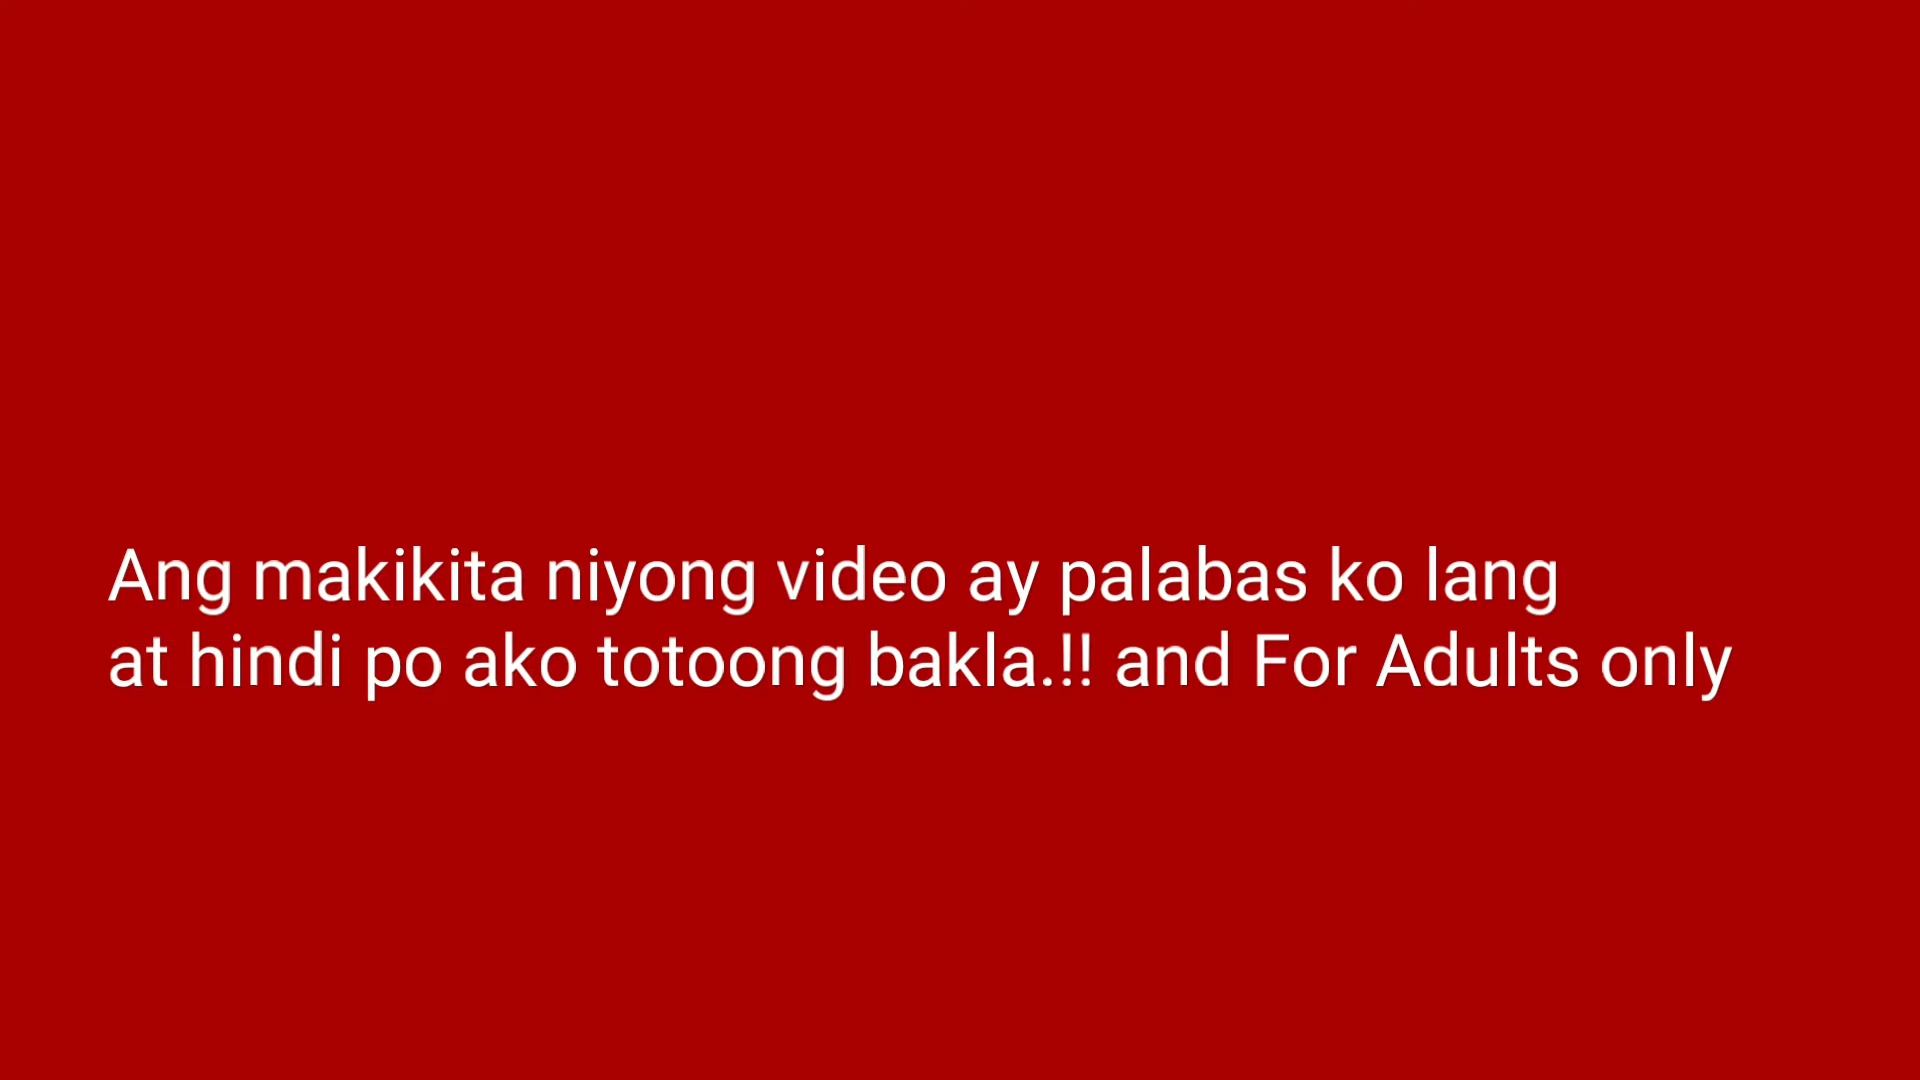 Ang makikita niyong video ay palabas ko lang
at hindi po ako totoong bakla.!! and For Adults only